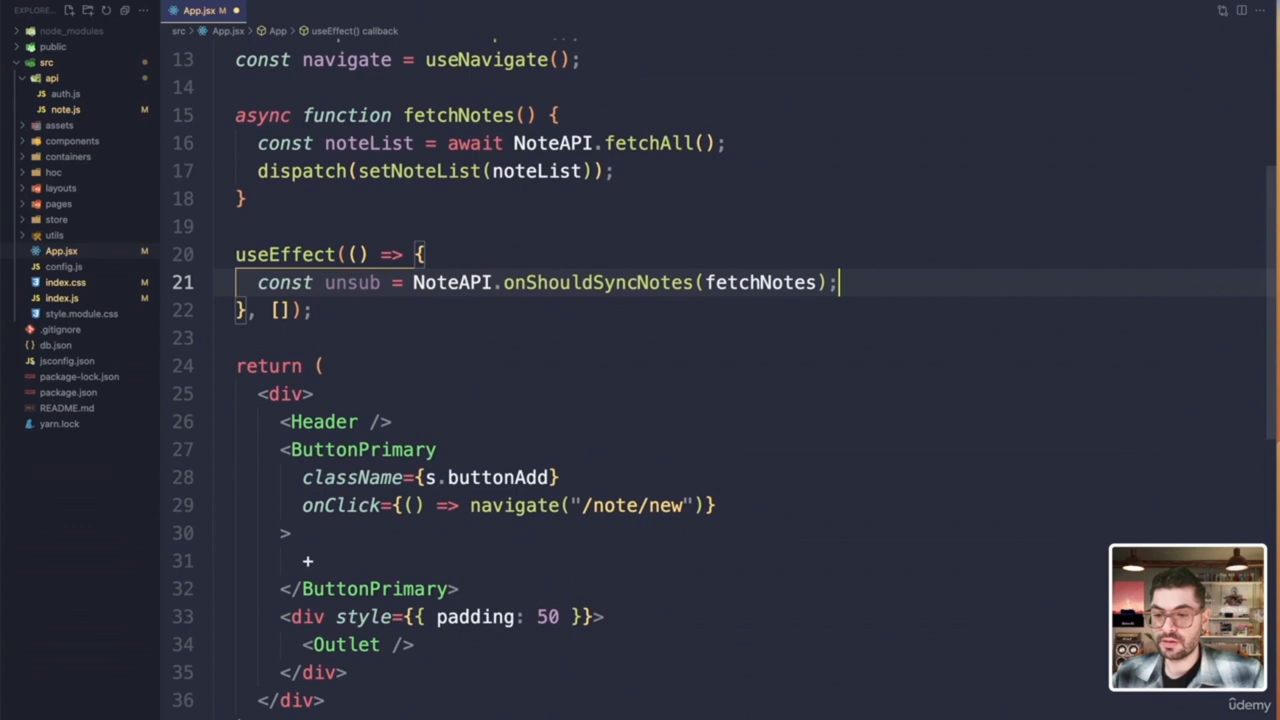 EXPLORE...
App.jsx M
node_modules
src > App.jsx > App > useEffect() callback
public
src
api
auth.js
note.js M
assets
components
containers
hoc
layouts
pages
store
utils
App.jsx M
config.js
index.css M
index.js M
style.module.css
.gitignore
db.json
jsconfig.json
package-lock.json
package.json
README.md
yarn.lock
13 const navigate = useNavigate();
14
15 async function fetchNotes() {
16 const noteList = await NoteAPI.fetchAll();
17 dispatch(setNoteList(noteList));
18 }
19
20 useEffect(() => {
21 const unsub = NoteAPI.onShouldSyncNotes(fetchNotes);
22 }, []);
23
24 return (
25 <div>
26 <Header />
27 <ButtonPrimary
28 className={s.buttonAdd}
29 onClick={() => navigate("/note/new")}
30 >
31 +
32 </ButtonPrimary>
33 <div style={{ padding: 50 }}>
34 <Outlet />
35 </div>
36 </div>
ûdemy